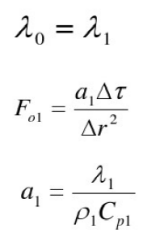 λ₀ = λ₁
Fₒ₁ = a₁Δτ / Δr²
a₁ = λ₁ / ρ₁Cₚ₁